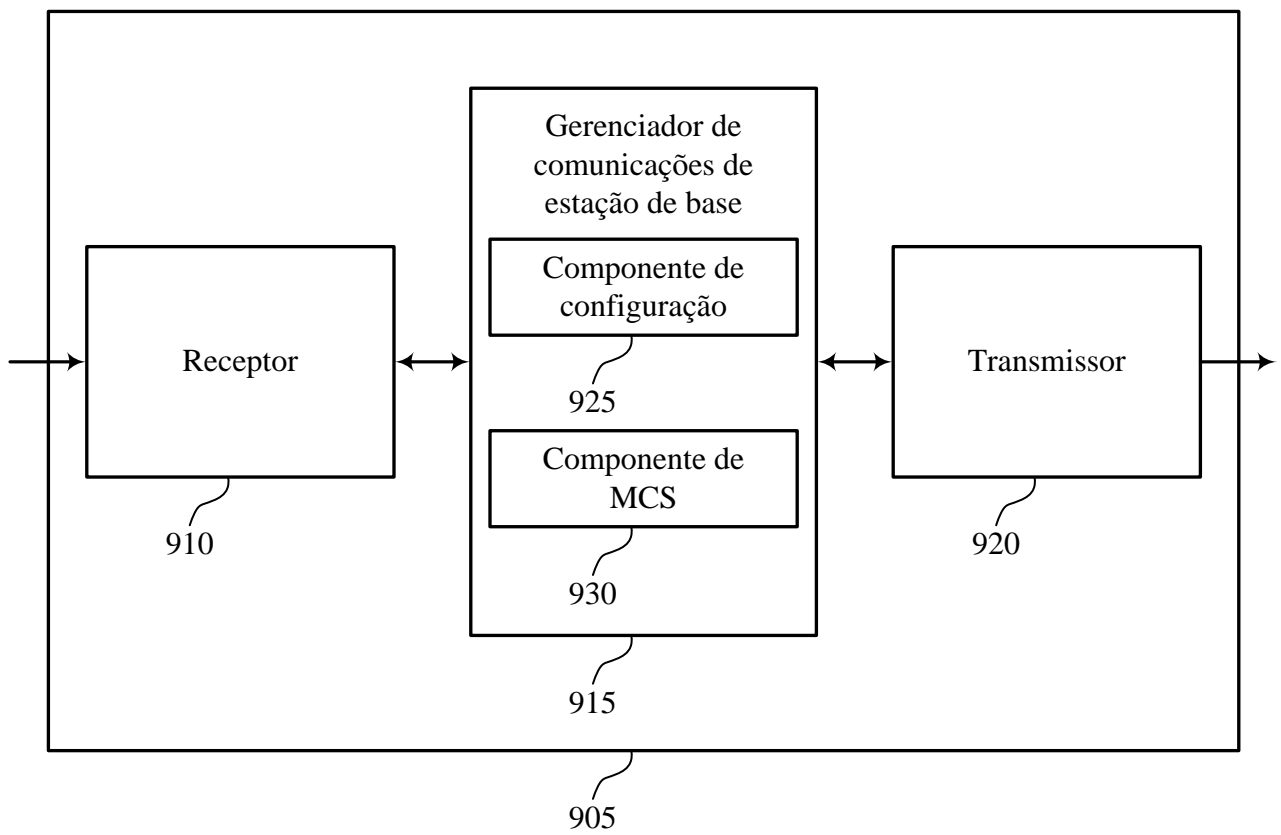 Gerenciador de
comunicações de
estação de base
Componente de
configuração
925
Componente de
MCS
930
915
Receptor
910
Transmissor
920
905